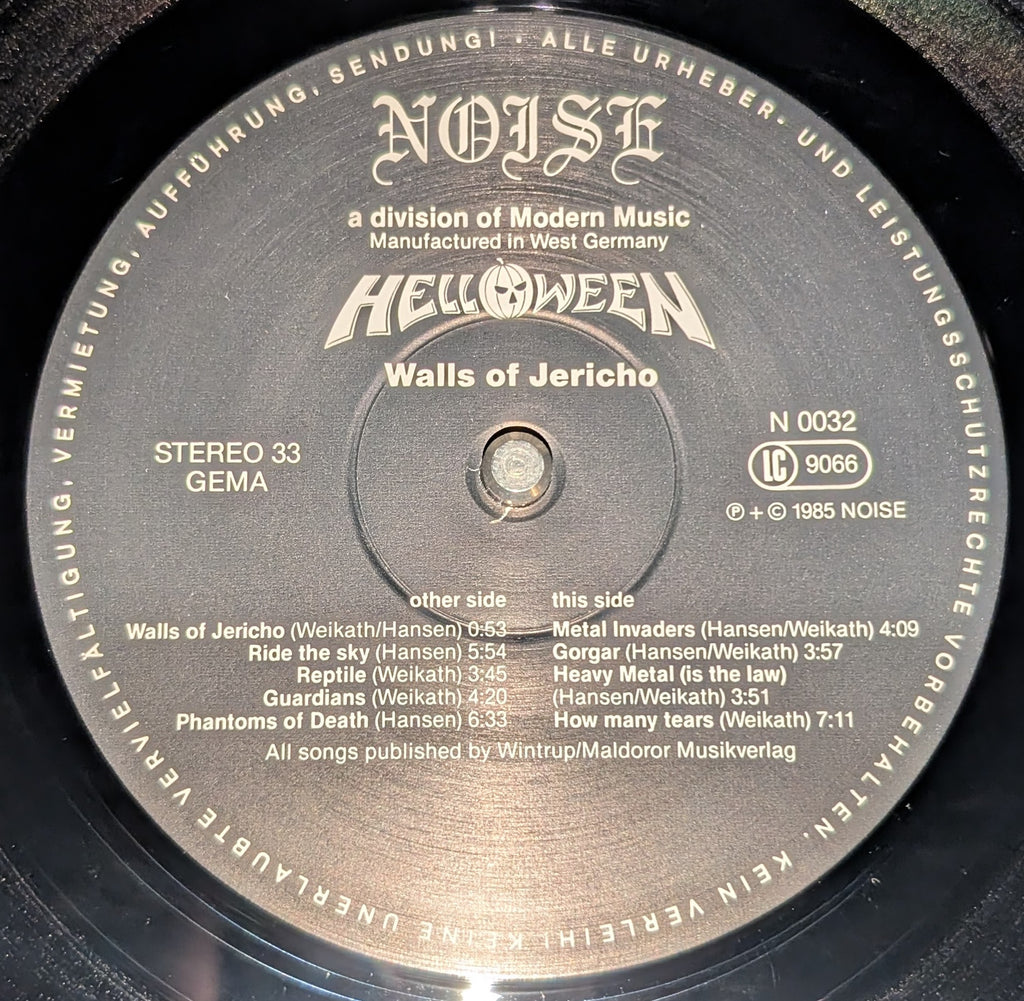 ALLE URHEBER- UND LEISTUNGSSCHUTZRECHTE VORBEHALTEN. KEIN VERLEIH! KEINE UNERLAUBTE VERVIELFÄLTIGUNG, VERMIETUNG, AUFFÜHRUNG, SENDUNG! ·
NOISE
a division of Modern Music
Manufactured in West Germany
HELLOWEEN
Walls of Jericho
STEREO 33
GEMA
N 0032
LC 9066
℗ + © 1985 NOISE
other side
Walls of Jericho (Weikath/Hansen) 0:53
Ride the sky (Hansen) 5:54
Reptile (Weikath) 3:45
Guardians (Weikath) 4:20
Phantoms of Death (Hansen) 6:33
this side
Metal Invaders (Hansen/Weikath) 4:09
Gorgar (Hansen/Weikath) 3:57
Heavy Metal (is the law)
(Hansen/Weikath) 3:51
How many tears (Weikath) 7:11
All songs published by Wintrup/Maldoror Musikverlag